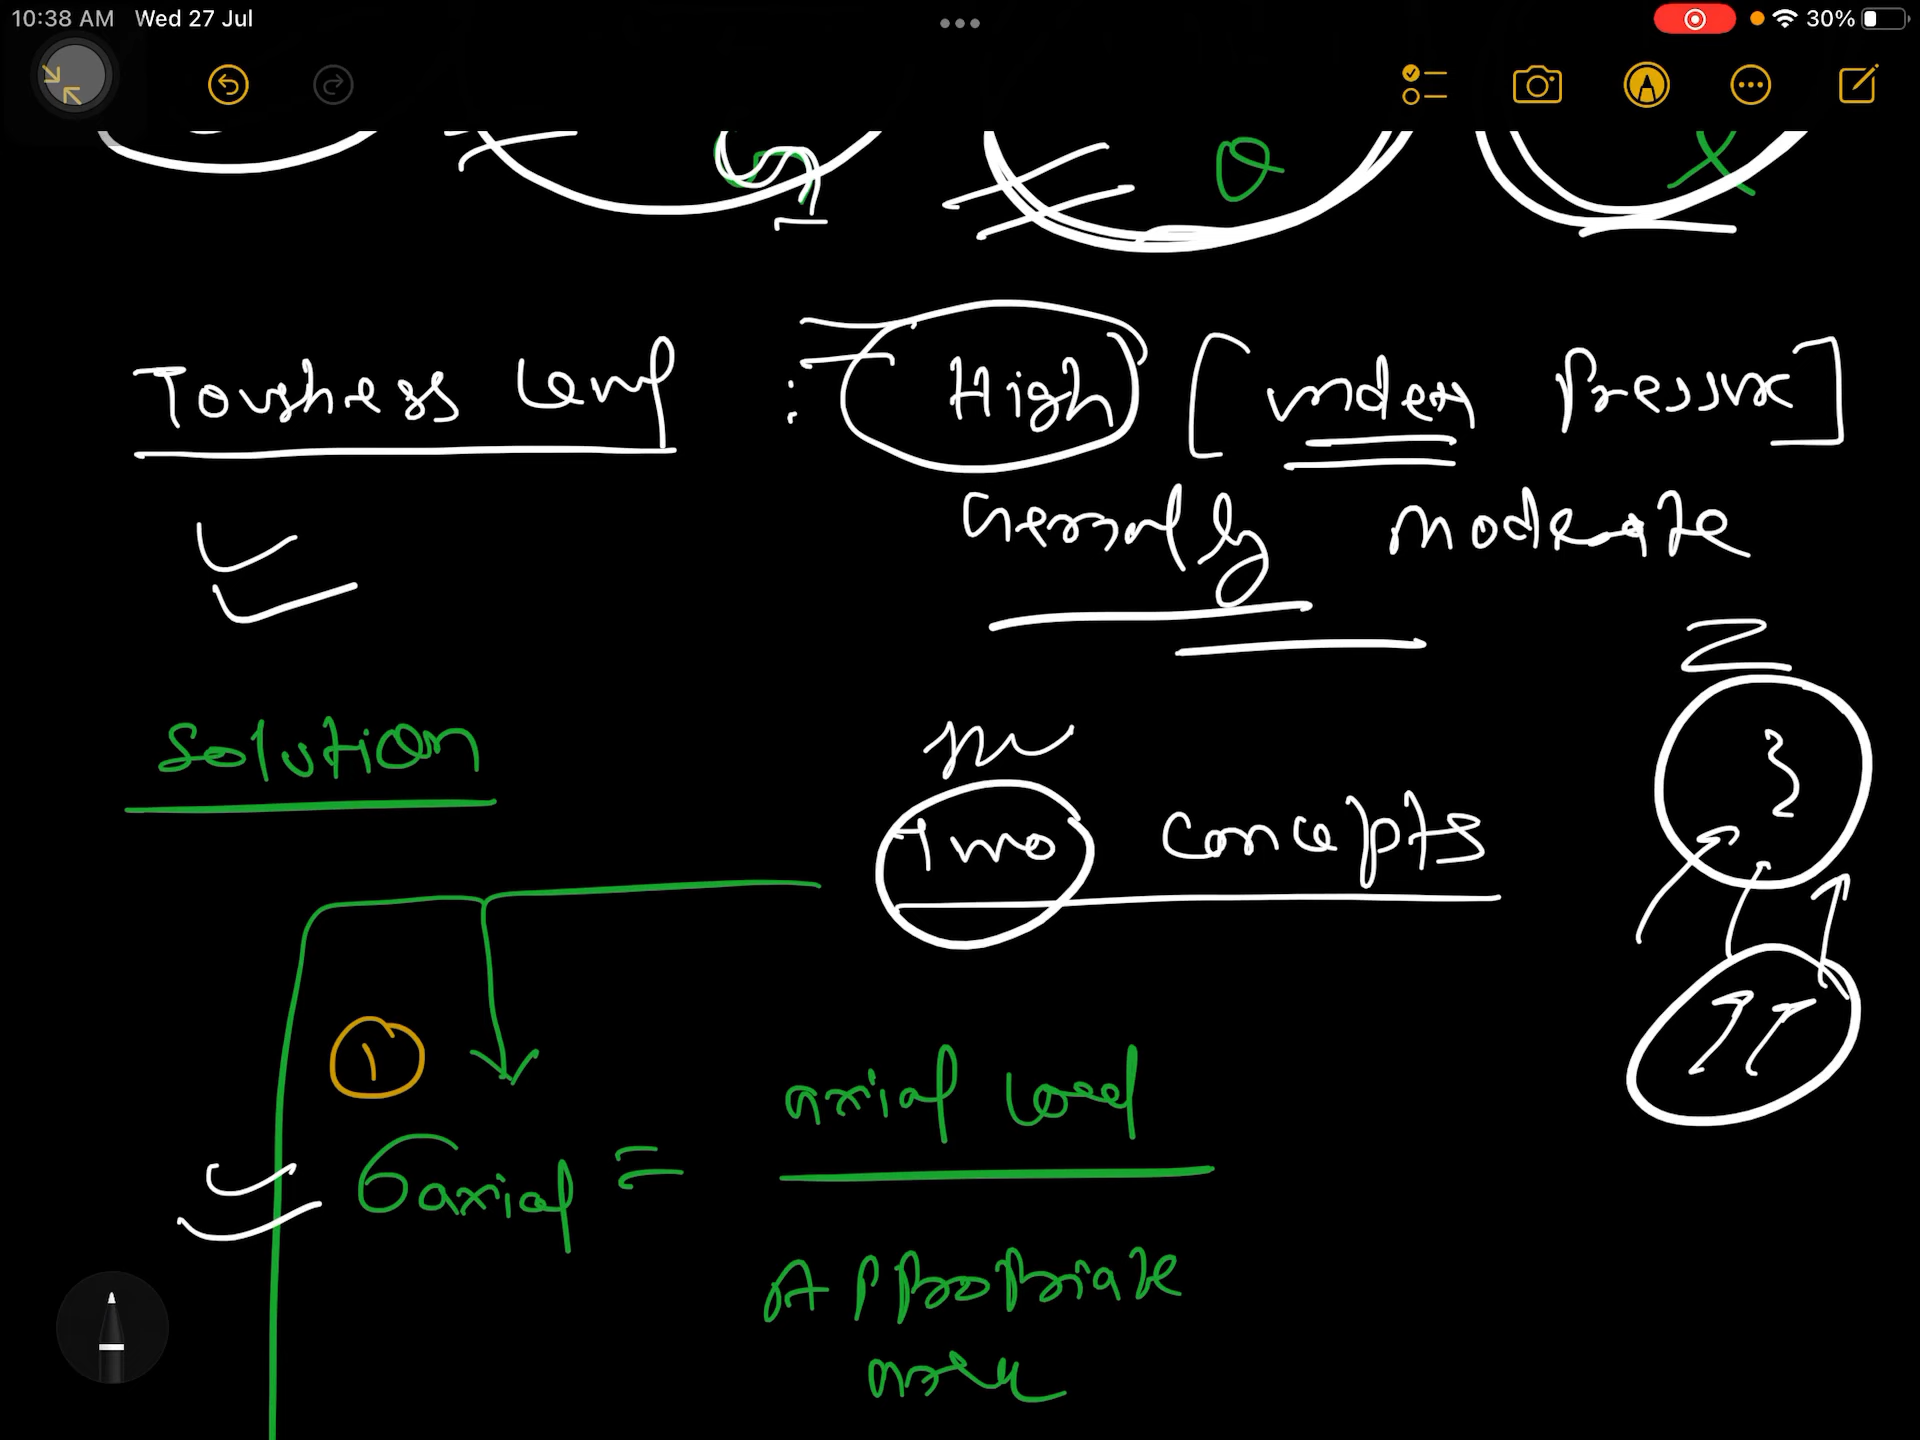 10:38 AM Wed 27 Jul
30%
Toughness level : High [under pressure]
Generally moderate
Solution
Two concepts
1
σaxial = axial load
Appropriate
area